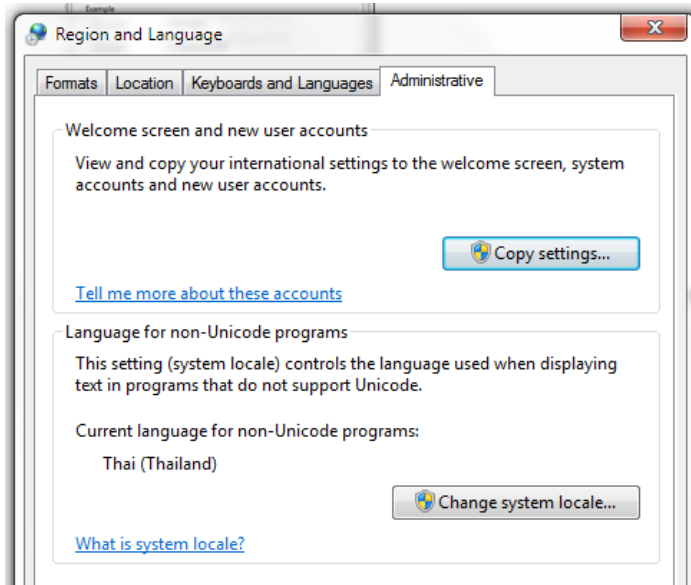 Example
Region and Language
Formats Location Keyboards and Languages Administrative
Welcome screen and new user accounts
View and copy your international settings to the welcome screen, system
accounts and new user accounts.
Copy settings...
Tell me more about these accounts
Language for non-Unicode programs
This setting (system locale) controls the language used when displaying
text in programs that do not support Unicode.
Current language for non-Unicode programs:
Thai (Thailand)
Change system locale...
What is system locale?